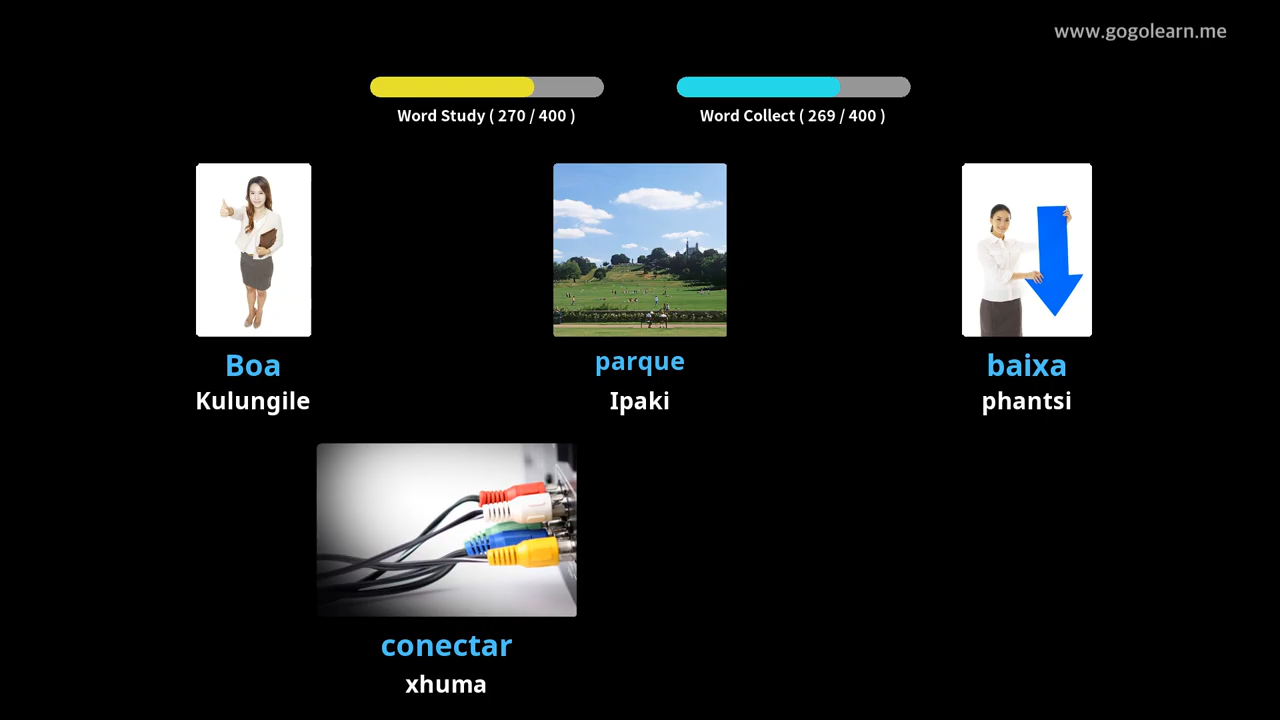 www.gogolearn.me
Word Study ( 270 / 400 )
Word Collect ( 269 / 400 )
Boa
Kulungile
parque
Ipaki
baixa
phantsi
conectar
xhuma